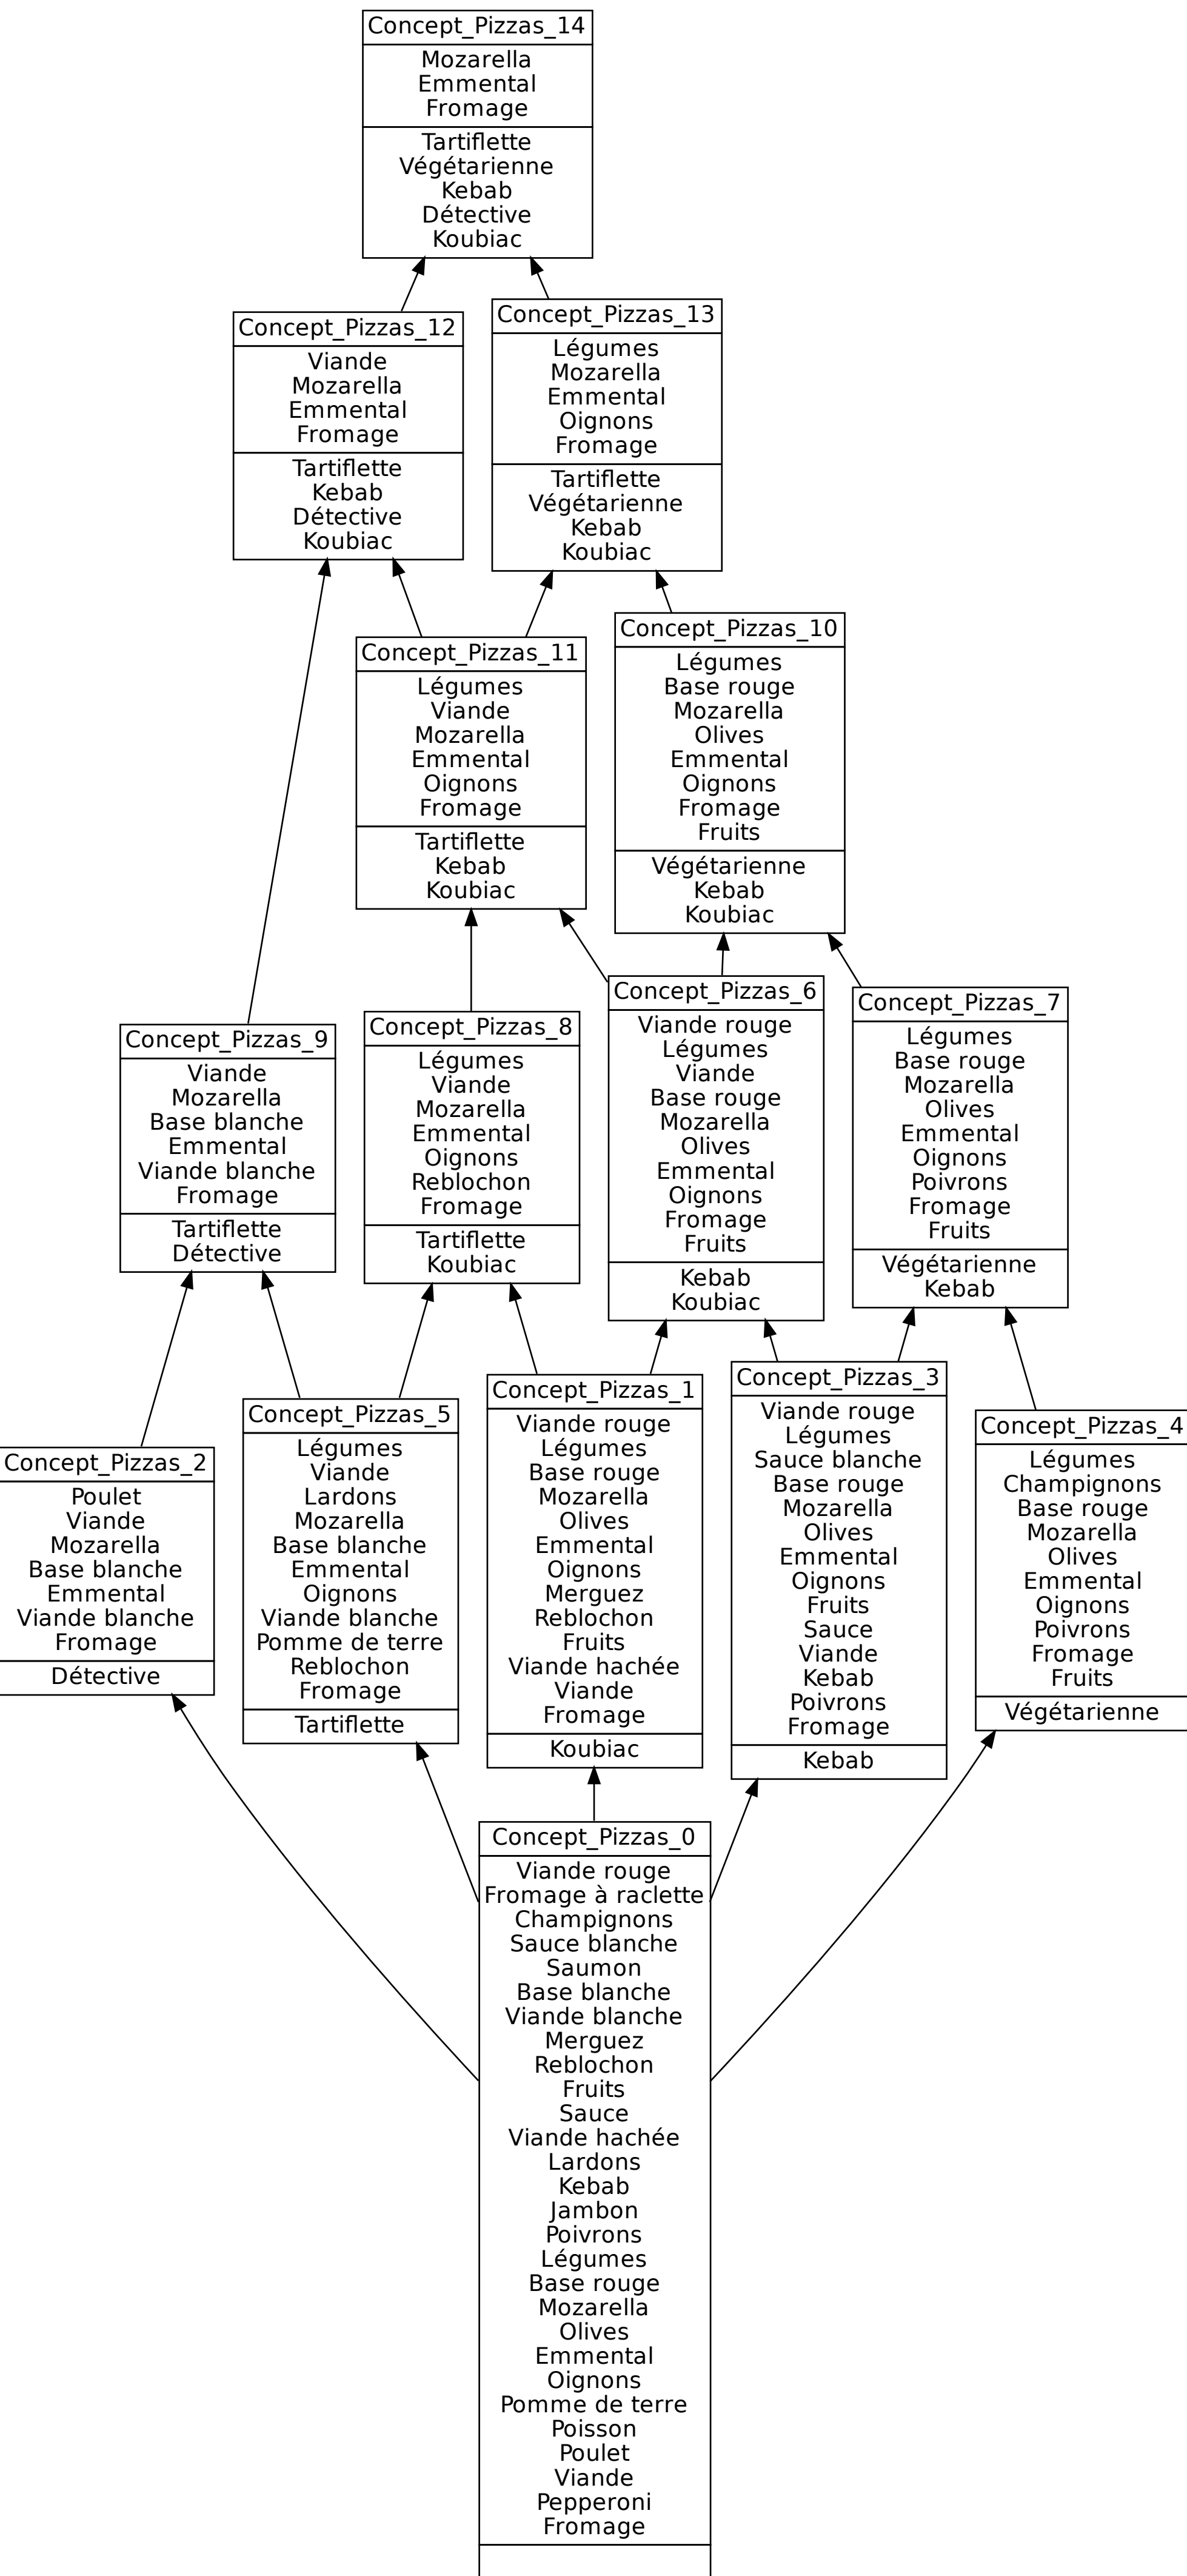 Concept_Pizzas_14
Mozarella
Emmental
Fromage
Tartiflette
Végétarienne
Kebab
Détective
Koubiac
Concept_Pizzas_12
Viande
Mozarella
Emmental
Fromage
Tartiflette
Kebab
Détective
Koubiac
Concept_Pizzas_13
Légumes
Mozarella
Emmental
Oignons
Fromage
Tartiflette
Végétarienne
Kebab
Koubiac
Concept_Pizzas_11
Légumes
Viande
Mozarella
Emmental
Oignons
Fromage
Tartiflette
Kebab
Koubiac
Concept_Pizzas_10
Légumes
Base rouge
Mozarella
Olives
Emmental
Oignons
Fromage
Fruits
Végétarienne
Kebab
Koubiac
Concept_Pizzas_9
Viande
Mozarella
Base blanche
Emmental
Viande blanche
Fromage
Tartiflette
Détective
Concept_Pizzas_8
Légumes
Viande
Mozarella
Emmental
Oignons
Reblochon
Fromage
Tartiflette
Koubiac
Concept_Pizzas_6
Viande rouge
Légumes
Viande
Base rouge
Mozarella
Olives
Emmental
Oignons
Fromage
Fruits
Kebab
Koubiac
Concept_Pizzas_7
Légumes
Base rouge
Mozarella
Olives
Emmental
Oignons
Poivrons
Fromage
Fruits
Végétarienne
Kebab
Concept_Pizzas_2
Poulet
Viande
Mozarella
Base blanche
Emmental
Viande blanche
Fromage
Détective
Concept_Pizzas_5
Légumes
Viande
Lardons
Mozarella
Base blanche
Emmental
Oignons
Viande blanche
Pomme de terre
Reblochon
Fromage
Tartiflette
Concept_Pizzas_1
Viande rouge
Légumes
Base rouge
Mozarella
Olives
Emmental
Oignons
Merguez
Reblochon
Fruits
Viande hachée
Viande
Fromage
Koubiac
Concept_Pizzas_3
Viande rouge
Légumes
Sauce blanche
Base rouge
Mozarella
Olives
Emmental
Oignons
Fruits
Sauce
Viande
Kebab
Poivrons
Fromage
Kebab
Concept_Pizzas_4
Légumes
Champignons
Base rouge
Mozarella
Olives
Emmental
Oignons
Poivrons
Fromage
Fruits
Végétarienne
Concept_Pizzas_0
Viande rouge
Fromage à raclette
Champignons
Sauce blanche
Saumon
Base blanche
Viande blanche
Merguez
Reblochon
Fruits
Sauce
Viande hachée
Lardons
Kebab
Jambon
Poivrons
Légumes
Base rouge
Mozarella
Olives
Emmental
Oignons
Pomme de terre
Poisson
Poulet
Viande
Pepperoni
Fromage